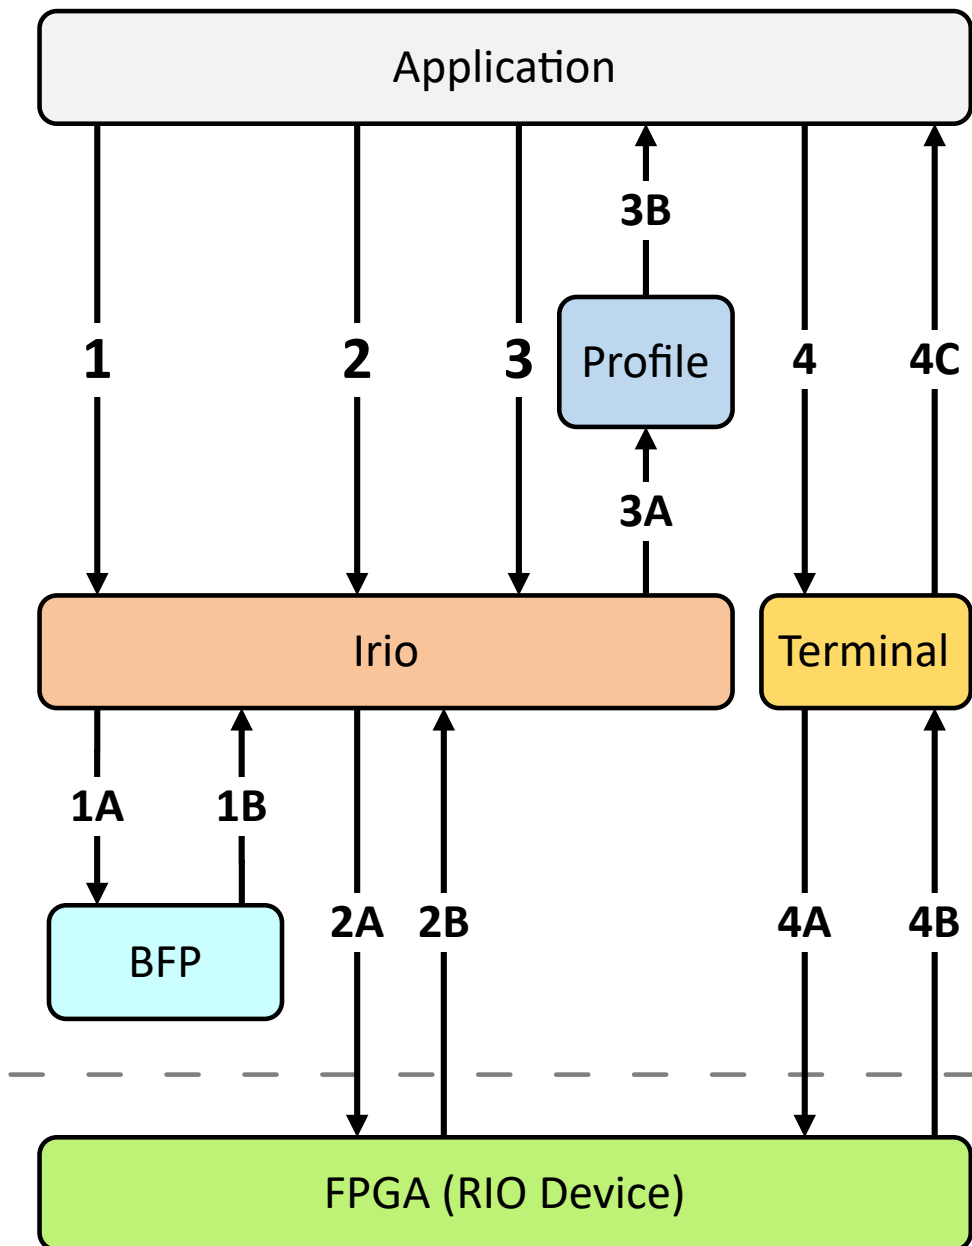 Application
3B
1
2
3
Profile
4
4C
3A
Irio
Terminal
1A
1B
2A
2B
4A
4B
BFP
FPGA (RIO Device)